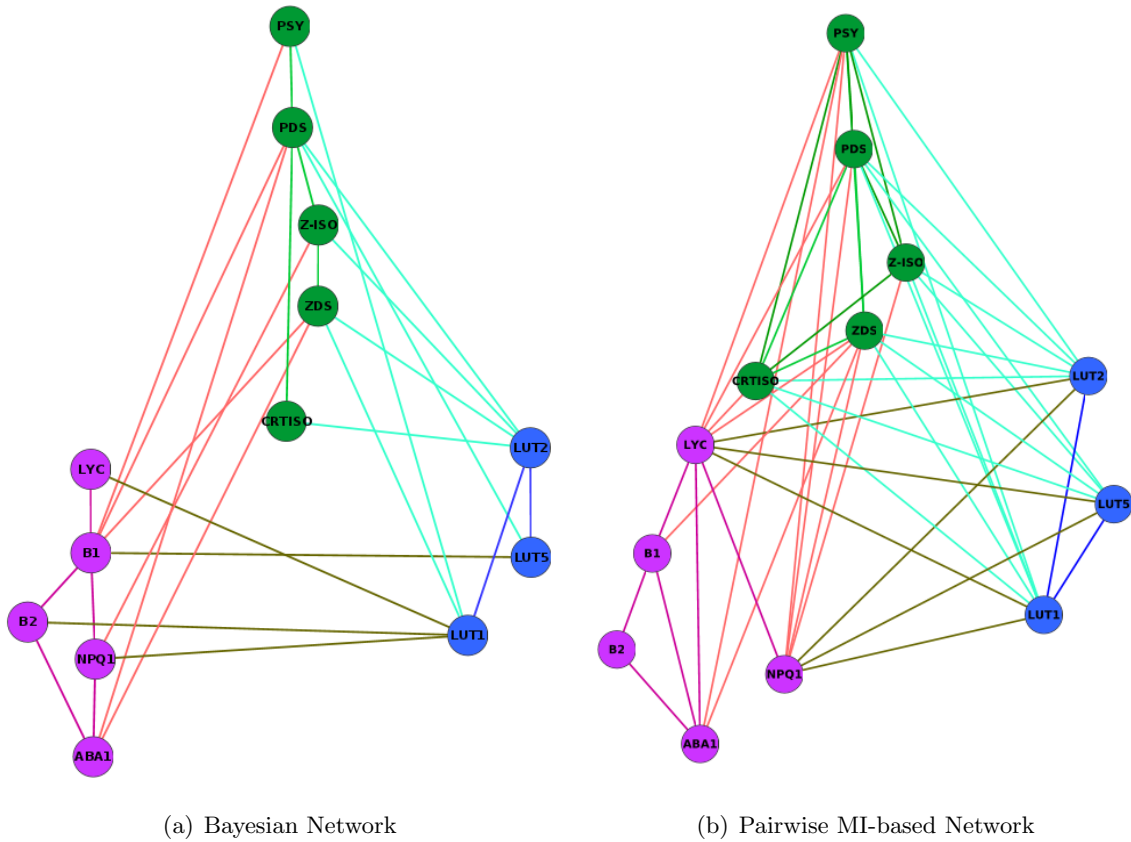 PSY
PDS
Z-ISO
ZDS
CRTISO
LYC
LUT2
B1
LUT5
B2
LUT1
NPQ1
ABA1
(a) Bayesian Network
PSY
PDS
Z-ISO
ZDS
CRTISO
LUT2
LYC
LUT5
B1
LUT1
B2
NPQ1
ABA1
(b) Pairwise MI-based Network